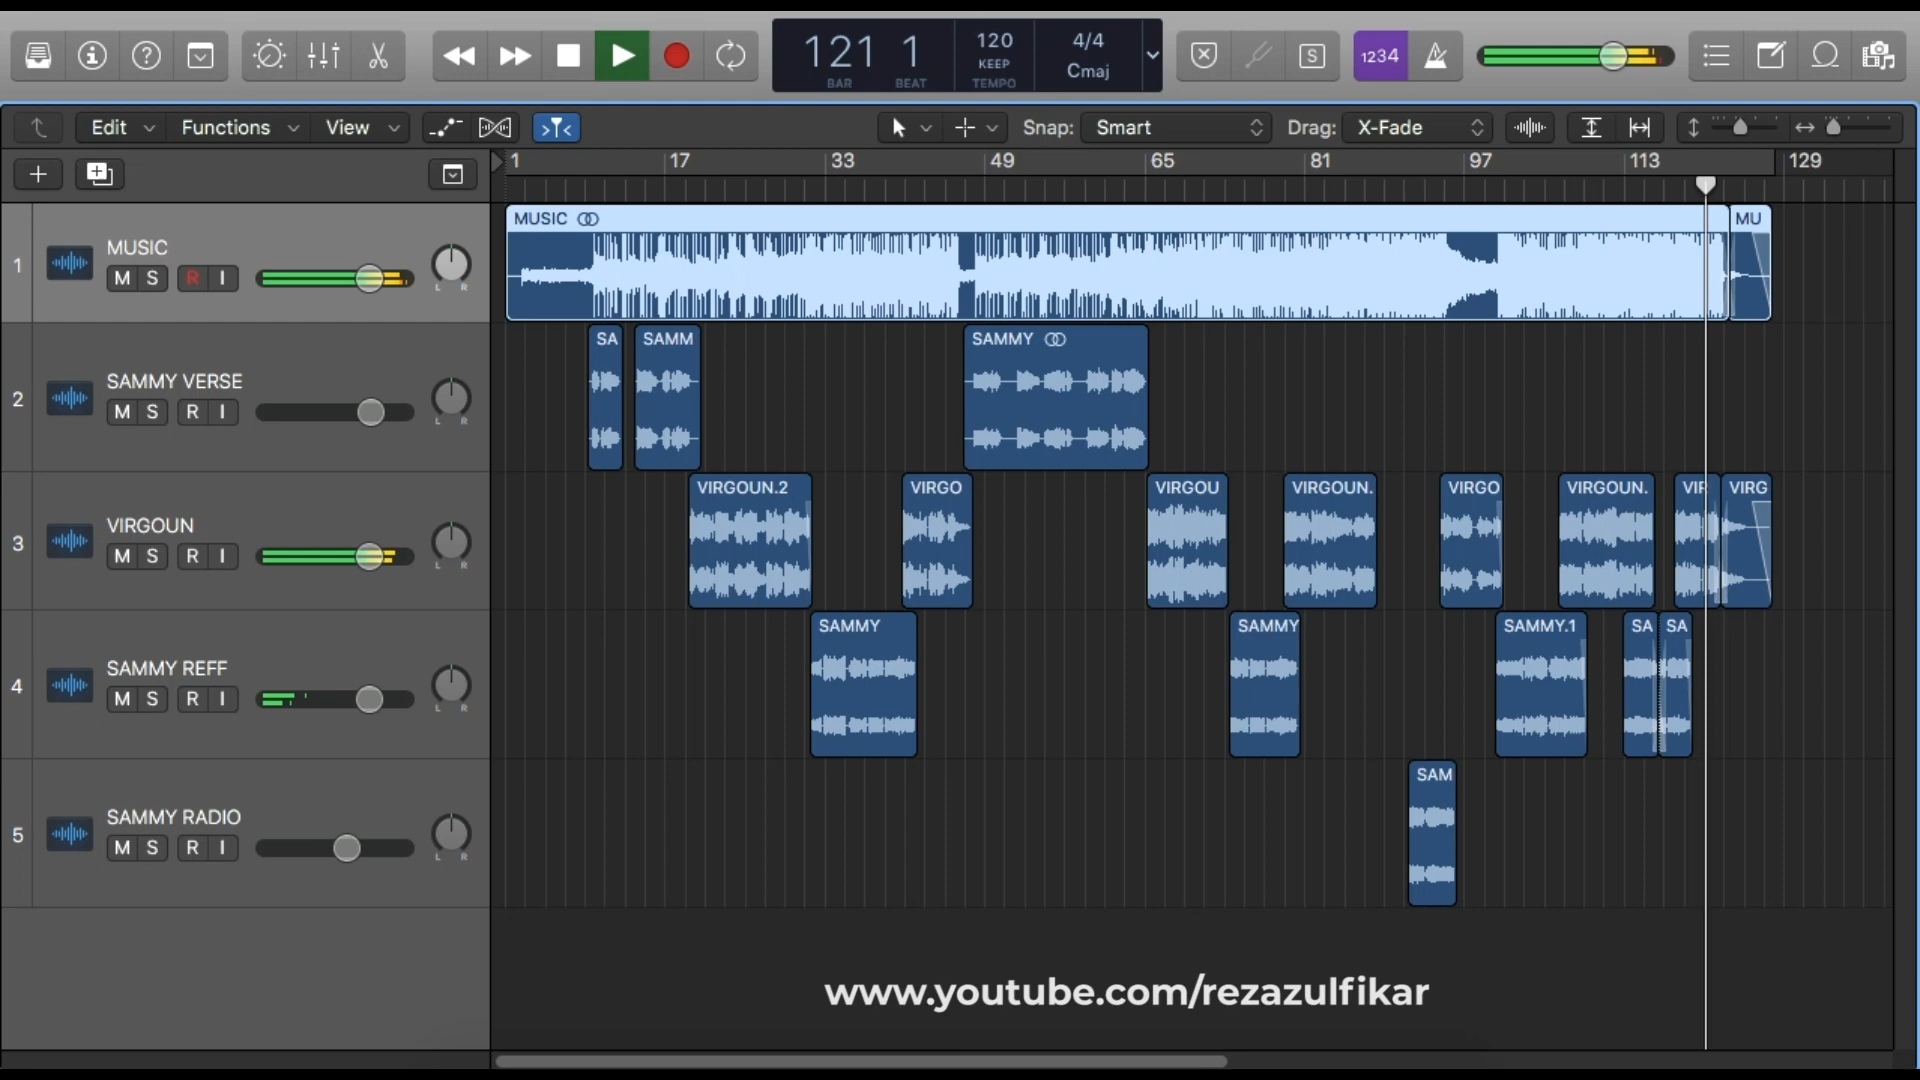 121 1 120 4/4
KEEP Cmaj
BAR BEAT TEMPO
S 1234
Edit Functions View Snap: Smart Drag: X-Fade
1 17 33 49 65 81 97 113 129
1 MUSIC
M S R I
L R
MUSIC MU
2 SAMMY VERSE
M S R I
L R
SA SAMM SAMMY
3 VIRGOUN
M S R I
L R
VIRGOUN.2 VIRGO VIRGOU VIRGOUN. VIRGO VIRGOUN. VIR VIRG
4 SAMMY REFF
M S R I
L R
SAMMY SAMMY SAMMY.1 SA SA
5 SAMMY RADIO
M S R I
L R
SAM
www.youtube.com/rezazulfikar